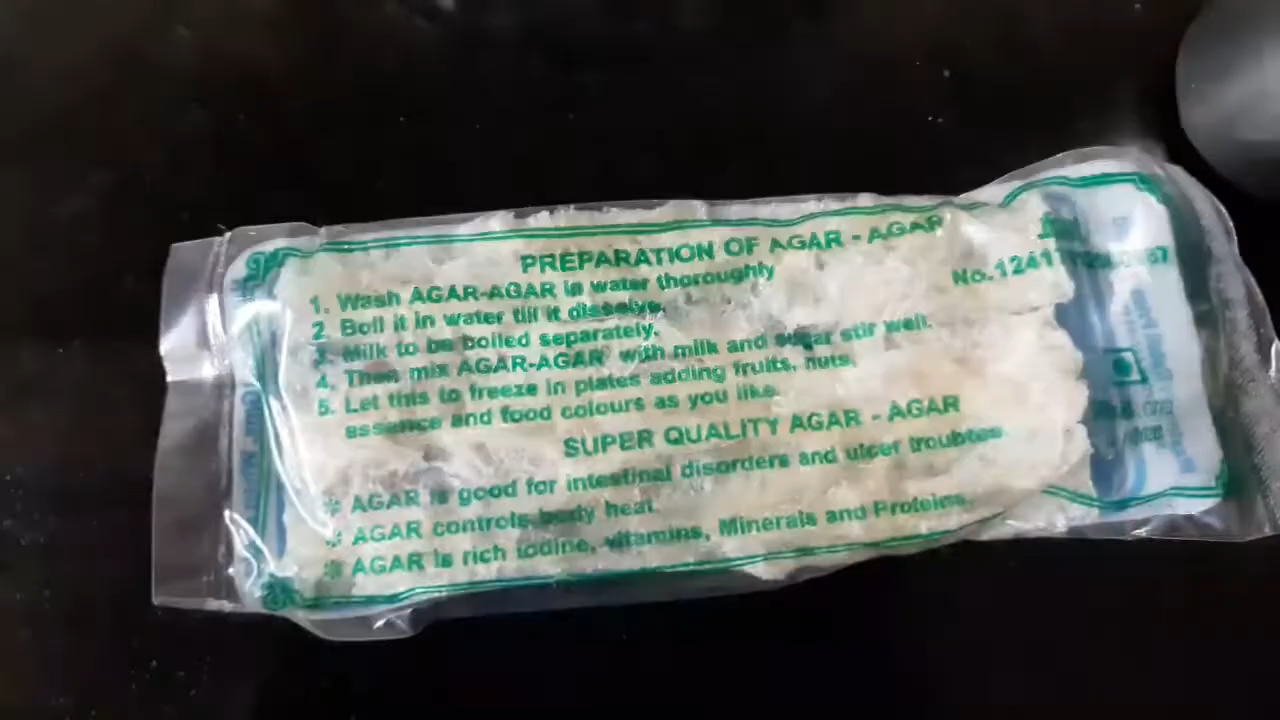 PREPARATION OF AGAR - AGAR
1. Wash AGAR-AGAR in water thoroughly
2. Boil it in water till it dissolve.
3. Milk to be boiled separately.
4. Then mix AGAR-AGAR with milk and sugar stir well.
5. Let this to freeze in plates adding fruits, nuts,
essence and food colours as you like.
SUPER QUALITY AGAR - AGAR
* AGAR is good for intestinal disorders and ulcer troubles.
* AGAR controls body heat.
* AGAR is rich iodine, vitamins, Minerals and Proteins.